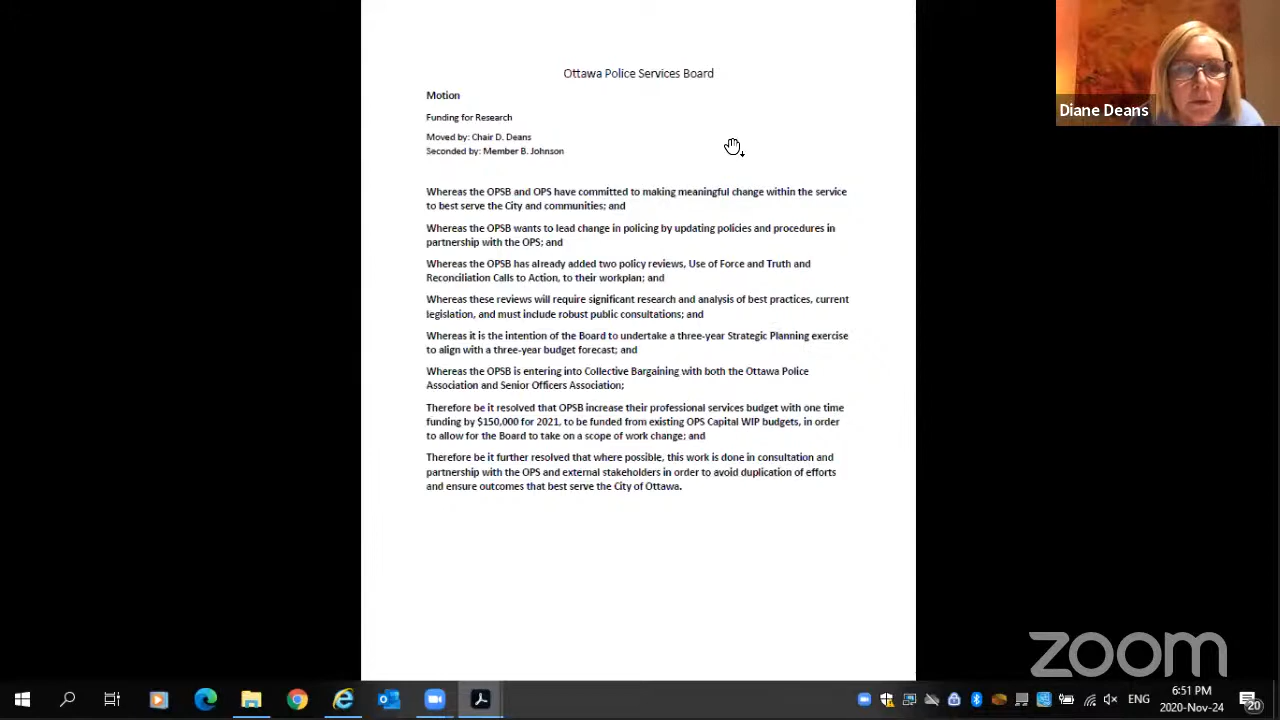 Ottawa Police Services Board
Motion
Funding for Research
Moved by: Chair D. Deans
Seconded by: Member B. Johnson
Whereas the OPSB and OPS have committed to making meaningful change within the service
to best serve the City and communities; and
Whereas the OPSB wants to lead change in policing by updating policies and procedures in
partnership with the OPS; and
Whereas the OPSB has already added two policy reviews, Use of Force and Truth and
Reconciliation Calls to Action, to their workplan; and
Whereas these reviews will require significant research and analysis of best practices, current
legislation, and must include robust public consultations; and
Whereas it is the intention of the Board to undertake a three-year Strategic Planning exercise
to align with a three-year budget forecast; and
Whereas the OPSB is entering into Collective Bargaining with both the Ottawa Police
Association and Senior Officers Association;
Therefore be it resolved that OPSB increase their professional services budget with one time
funding by $150,000 for 2021, to be funded from existing OPS Capital WIP budgets, in order
to allow for the Board to take on a scope of work change; and
Therefore be it further resolved that where possible, this work is done in consultation and
partnership with the OPS and external stakeholders in order to avoid duplication of efforts
and ensure outcomes that best serve the City of Ottawa.
Diane Deans
zoom
ENG
6:51 PM
2020-Nov-24
20